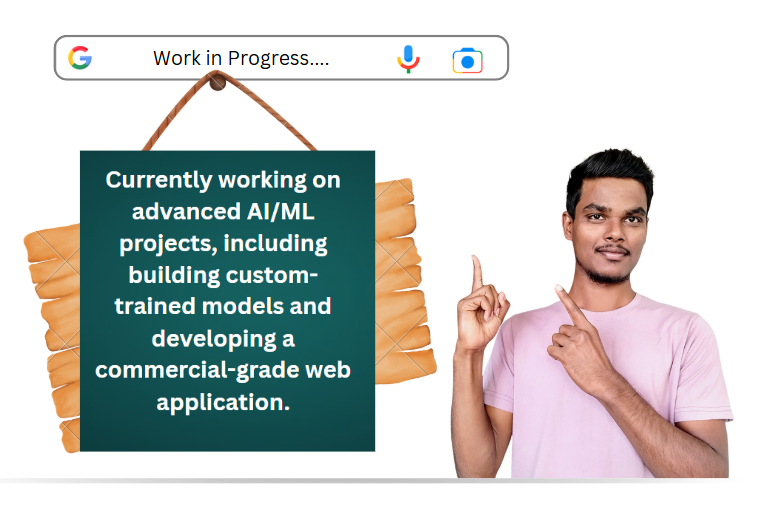 Work in Progress....
Currently working on
advanced AI/ML
projects, including
building custom-
trained models and
developing a
commercial-grade web
application.